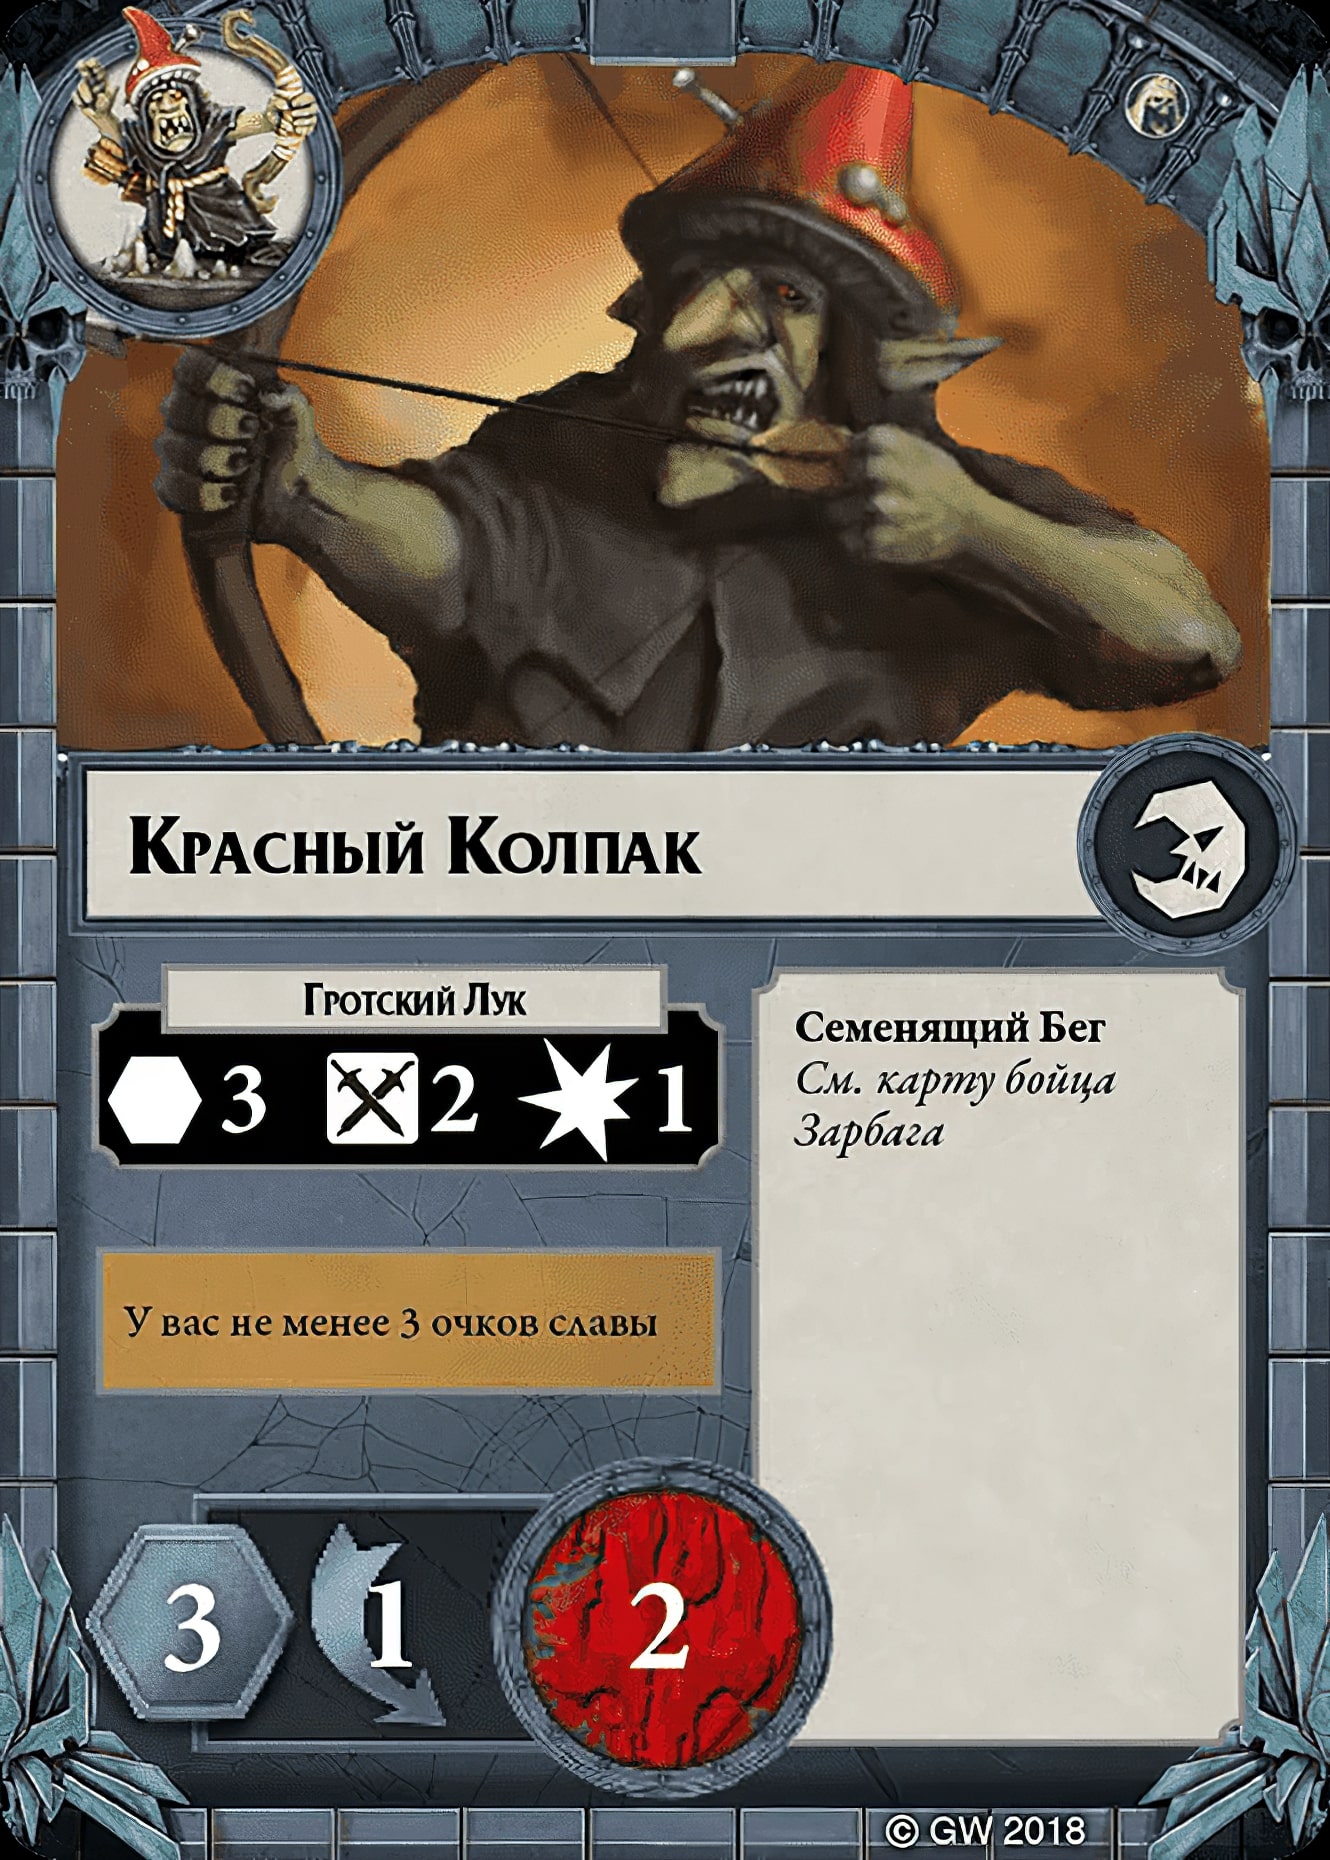 Красный Колпак
Гротский Лук
3 2 1
Семенящий Бег
См. карту бойца
Зарбага
У вас не менее 3 очков славы
3 1 2
© GW 2018